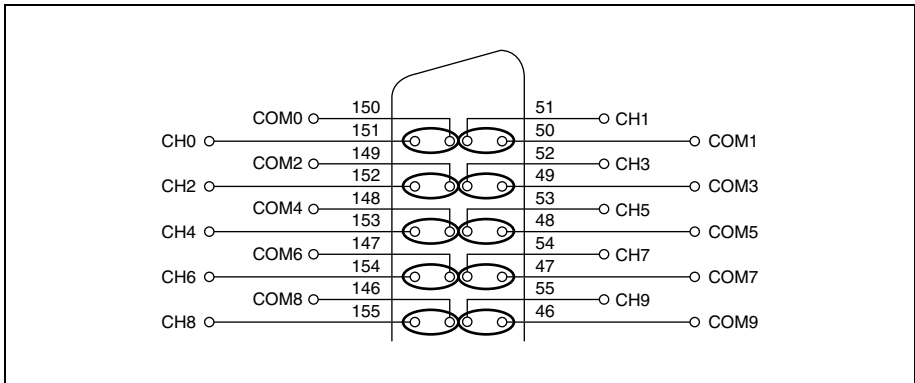 150 51
COM0 CH1
151 50
CH0 COM1
149 52
COM2 CH3
152 49
CH2 COM3
148 53
COM4 CH5
153 48
CH4 COM5
147 54
COM6 CH7
154 47
CH6 COM7
146 55
COM8 CH9
155 46
CH8 COM9